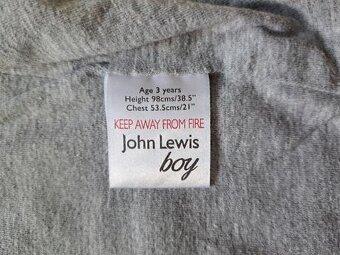 Age 3 years
Height 98cms/38.5"
Chest 53.5cms/21"
KEEP AWAY FROM FIRE
John Lewis
boy